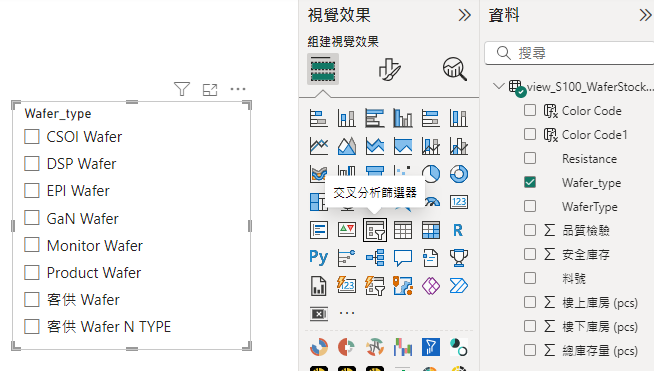 視覺效果
組建視覺效果
資料
搜尋
Wafer_type
CSOI Wafer
DSP Wafer
EPI Wafer
GaN Wafer
Monitor Wafer
Product Wafer
客供 Wafer
客供 Wafer N TYPE
交叉分析篩選器
123
R
Py
123
view_S100_WaferStock...
Color Code
Color Code1
Resistance
Wafer_type
WaferType
Σ 品質檢驗
Σ 安全庫存
料號
Σ 樓上庫房 (pcs)
Σ 樓下庫房 (pcs)
Σ 總庫存量 (pcs)